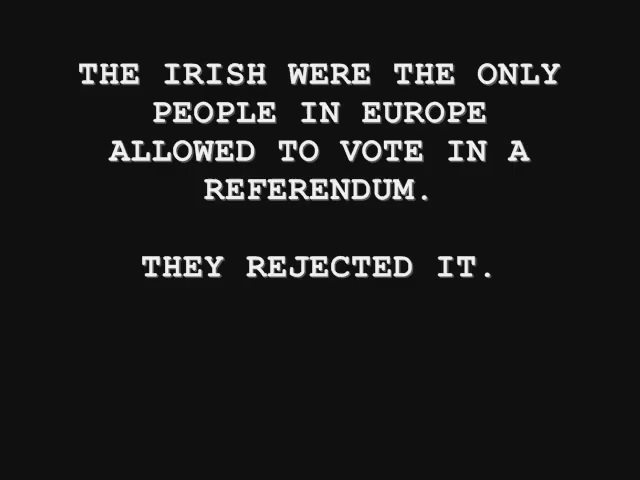 THE IRISH WERE THE ONLY
PEOPLE IN EUROPE
ALLOWED TO VOTE IN A
REFERENDUM.
THEY REJECTED IT.